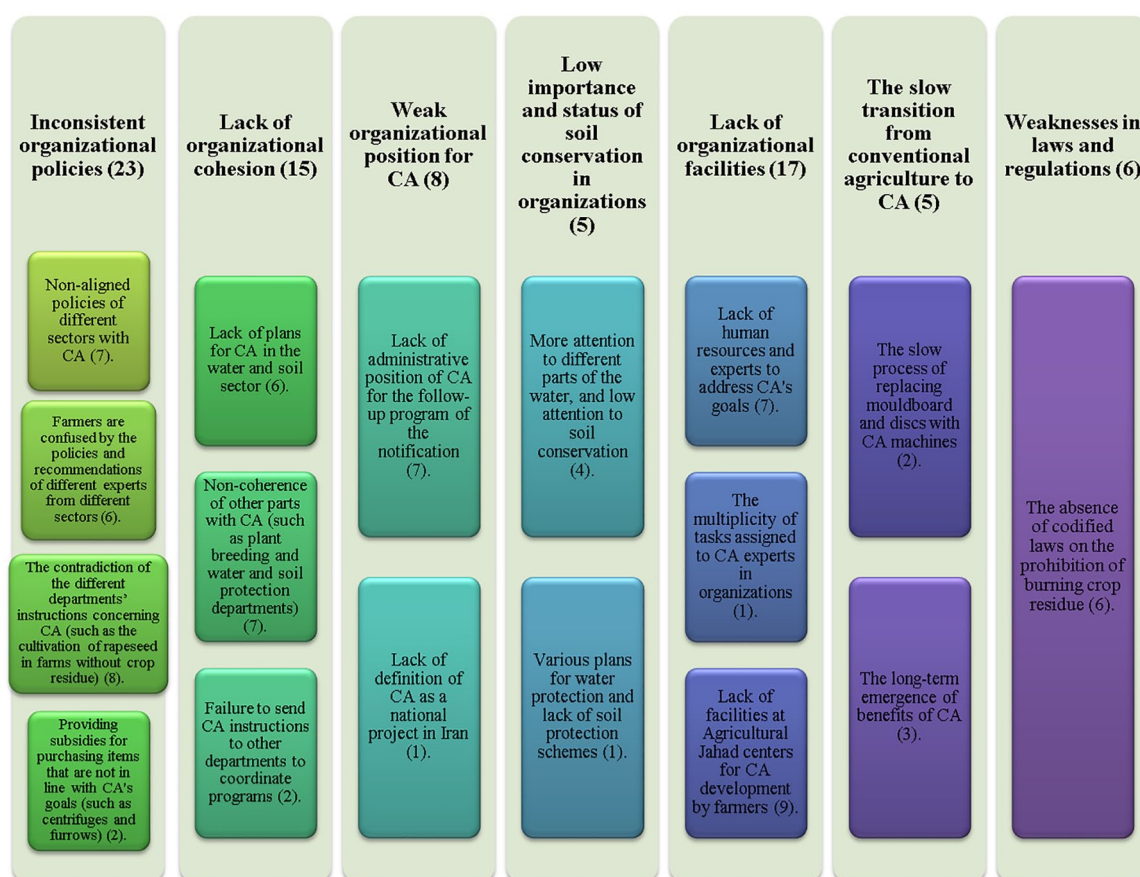 Inconsistent
organizational
policies (23)
Non-aligned
policies of
different
sectors with
CA (7).
Farmers are
confused by the
policies and
recommendations
of different experts
from different
sectors (6).
The contradiction of
the different
departments’
instructions concerning
CA (such as the
cultivation of rapeseed
in farms without crop
residue) (8).
Providing
subsidies for
purchasing items
that are not in
line with CA's
goals (such as
centrifuges and
furrows) (2).
Lack of
organizational
cohesion (15)
Lack of plans
for CA in the
water and soil
sector (6).
Non-coherence
of other parts
with CA (such
as plant
breeding and
water and soil
protection
departments)
(7).
Failure to send
CA instructions
to other
departments to
coordinate
programs (2).
Weak
organizational
position for
CA (8)
Lack of
administrative
position of CA
for the follow-
up program of
the
notification
(7).
Lack of
definition of
CA as a
national
project in Iran
(1).
Low
importance
and status of
soil
conservation
in
organizations
(5)
More attention
to different
parts of the
water, and low
attention to
soil
conservation
(4).
Various plans
for water
protection and
lack of soil
protection
schemes (1).
Lack of
organizational
facilities (17)
Lack of
human
resources and
experts to
address CA's
goals (7).
The
multiplicity of
tasks assigned
to CA experts
in
organizations
(1).
Lack of
facilities at
Agricultural
Jahad centers
for CA
development
by farmers (9).
The slow
transition
from
conventional
agriculture to
CA (5)
The slow
process of
replacing
mouldboard
and discs with
CA machines
(2).
The long-term
emergence of
benefits of CA
(3).
Weaknesses in
laws and
regulations (6)
The absence
of codified
laws on the
prohibition of
burning crop
residue (6).